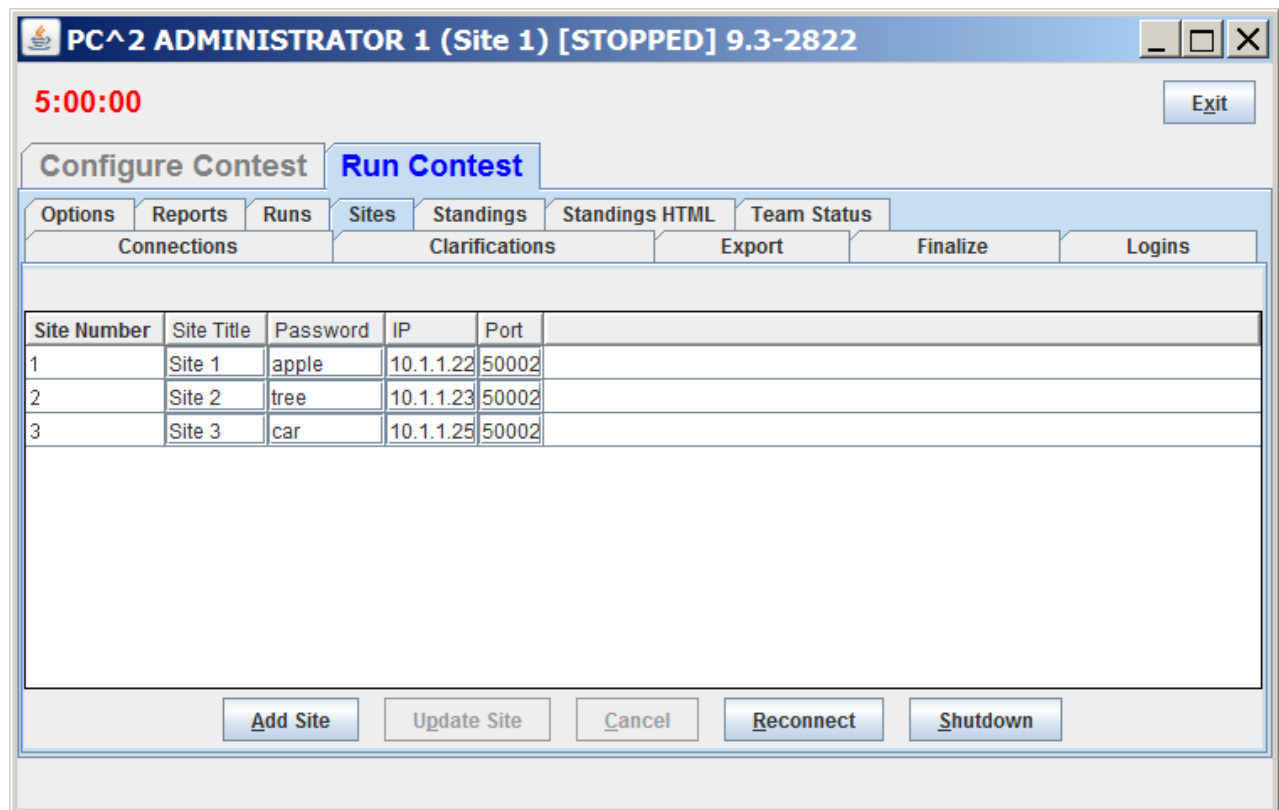 PC^2 ADMINISTRATOR 1 (Site 1) [STOPPED] 9.3-2822
5:00:00
Exit
Configure Contest Run Contest
Options Reports Runs Sites Standings Standings HTML Team Status
Connections Clarifications Export Finalize Logins
Site Number Site Title Password IP Port
1 Site 1 apple 10.1.1.22 50002
2 Site 2 tree 10.1.1.23 50002
3 Site 3 car 10.1.1.25 50002
Add Site Update Site Cancel Reconnect Shutdown